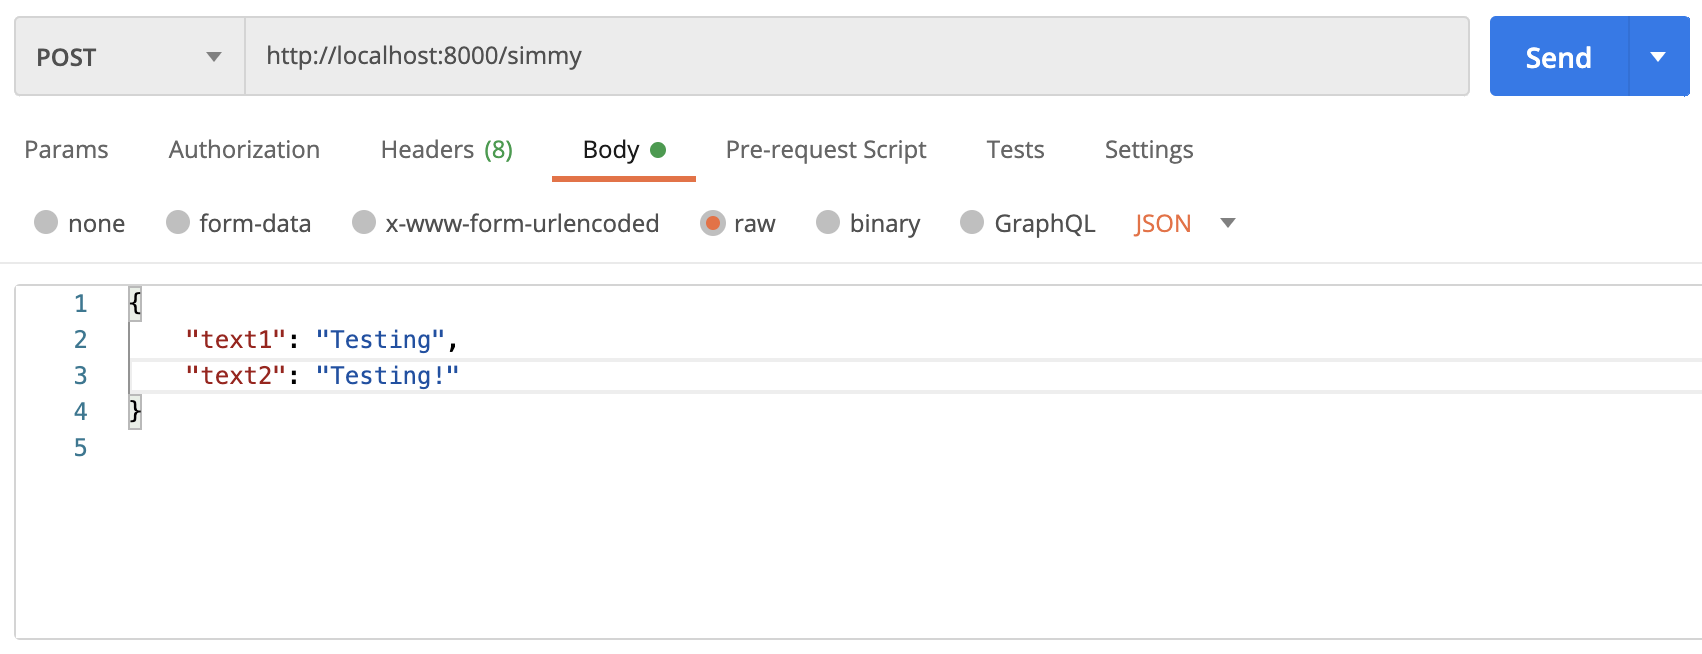 POST http://localhost:8000/simmy Send
Params Authorization Headers (8) Body Pre-request Script Tests Settings
none form-data x-www-form-urlencoded raw binary GraphQL JSON
1 {
2 "text1": "Testing",
3 "text2": "Testing!"
4 }
5